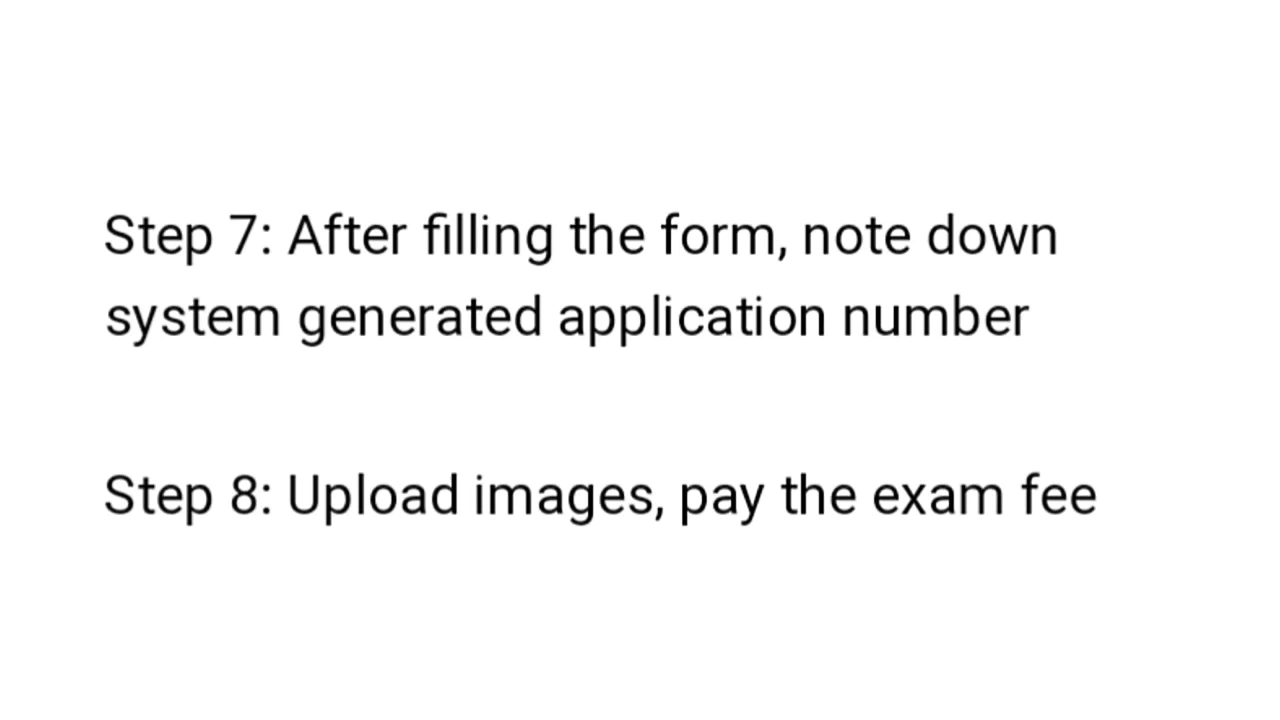 Step 7: After filling the form, note down
system generated application number
Step 8: Upload images, pay the exam fee